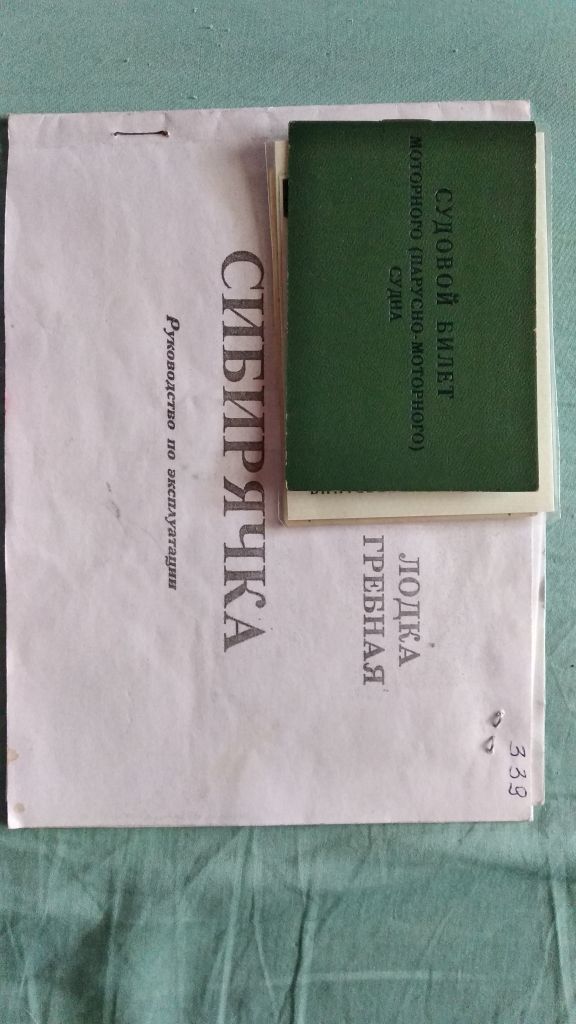 СУДОВОЙ БИЛЕТ
МОТОРНОГО (ПАРУСНО-МОТОРНОГО)
СУДНА
339
ЛОДКА
ГРЕБНАЯ
СИБИРЯЧКА
Руководство по эксплуатации